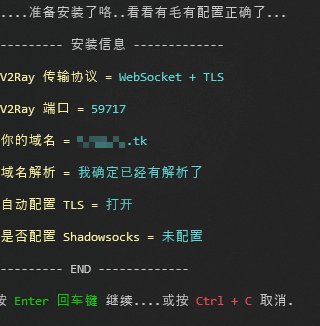 ....准备安装了咯..看看有毛有配置正确了...
---------- 安装信息 -------------
V2Ray 传输协议 = WebSocket + TLS
V2Ray 端口 = 59717
你的域名 = .tk
域名解析 = 我确定已经有解析了
自动配置 TLS = 打开
是否配置 Shadowsocks = 未配置
---------- END -------------
按 Enter 回车键 继续....或按 Ctrl + C 取消.